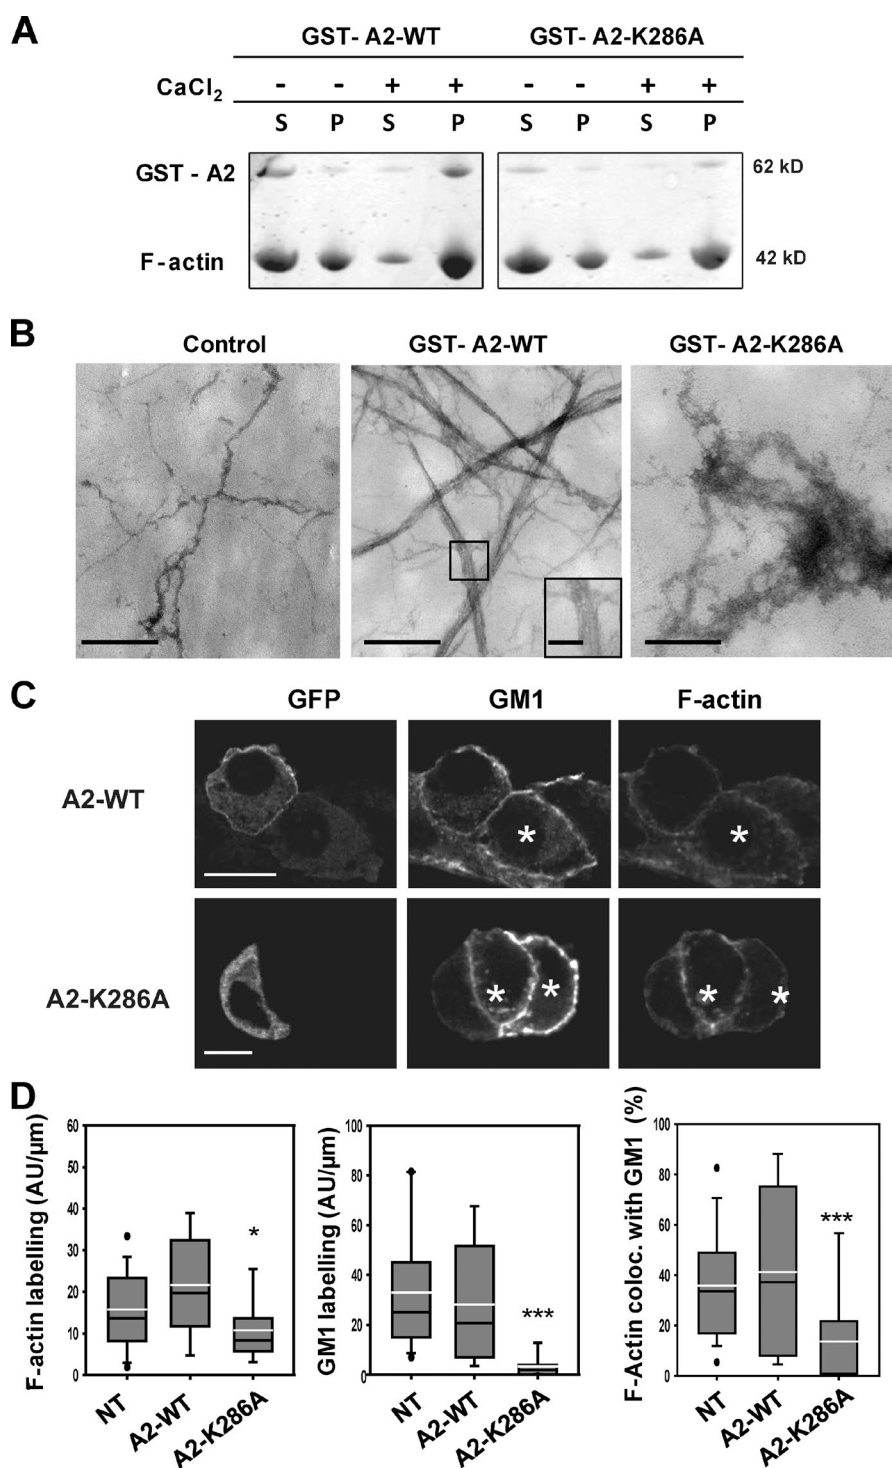 A
GST- A2-WT GST- A2-K286A
CaCl2 - - + + - - + +
S P S P S P S P
GST - A2 62 kD
F-actin 42 kD
B
Control GST- A2-WT GST- A2-K286A
C
GFP GM1 F-actin
A2-WT
* *
A2-K286A
* * * *
D
F-actin labelling (AU/µm)
60
50
40
30
20
10
0
*
NT A2-WT A2-K286A
GM1 labelling (AU/µm)
100
80
60
40
20
0
***
NT A2-WT A2-K286A
F-Actin coloc. with GM1 (%)
100
80
60
40
20
0
***
NT A2-WT A2-K286A